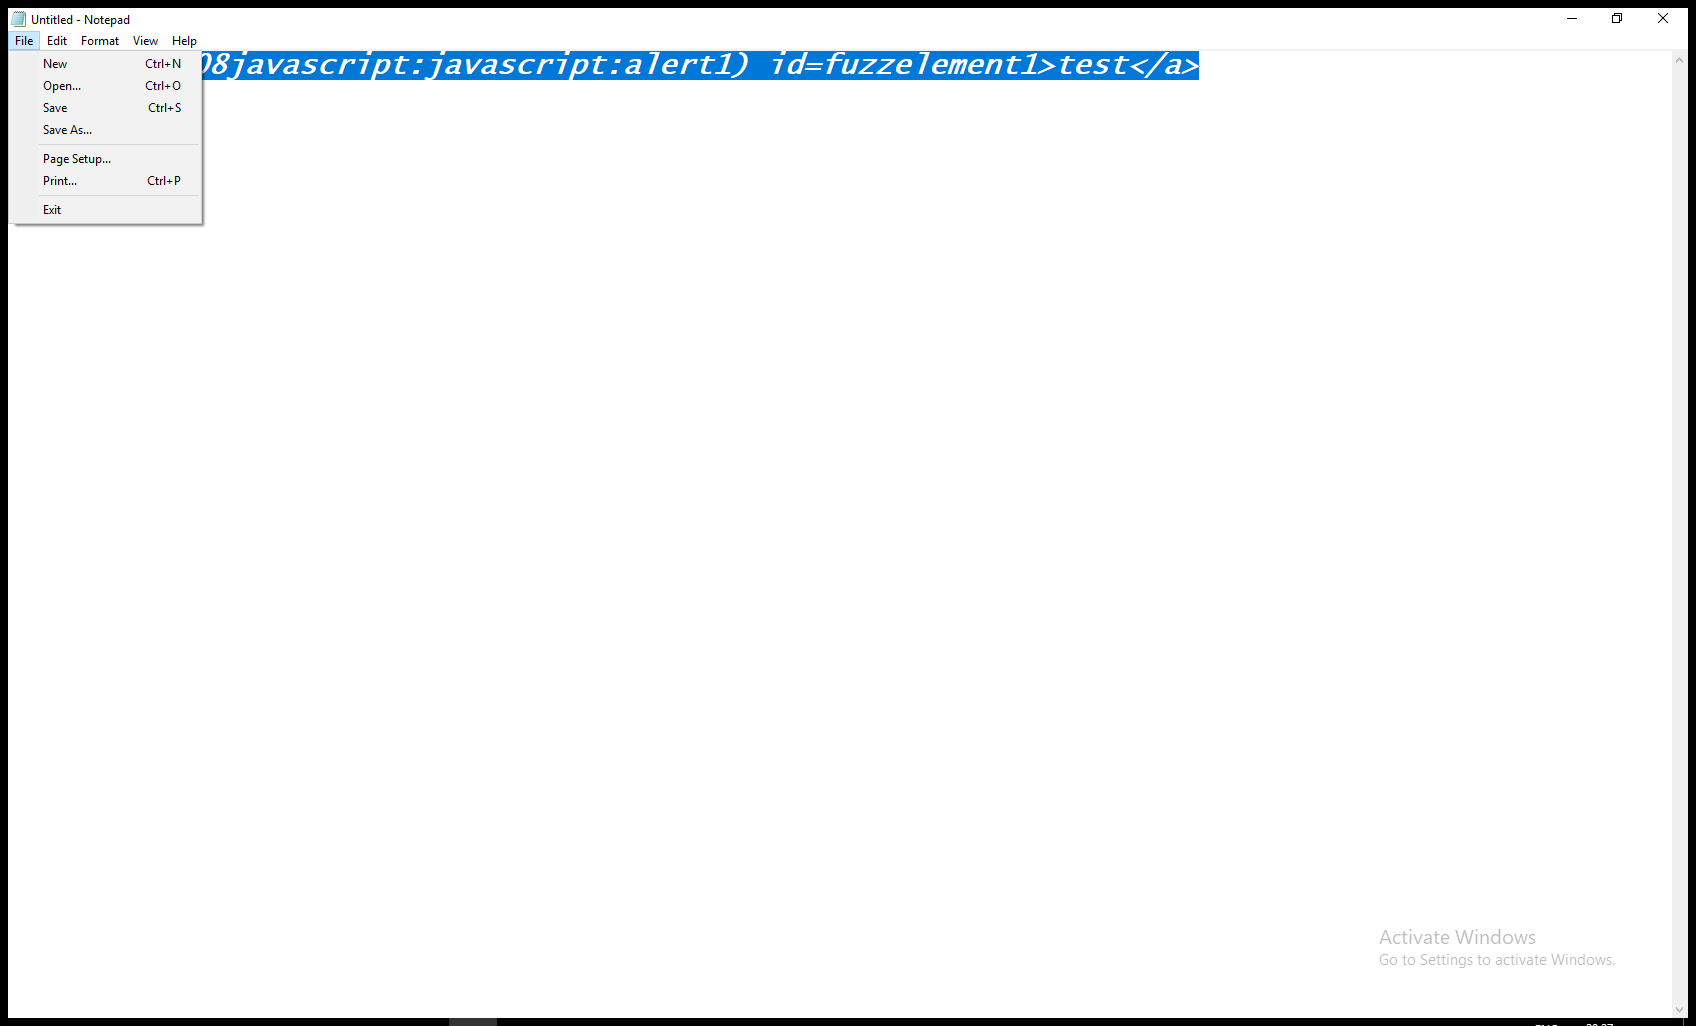 Untitled - Notepad
File Edit Format View Help
08javascript:javascript:alert1) id=fuzzelement1>test</a>
New Ctrl+N
Open... Ctrl+O
Save Ctrl+S
Save As...
Page Setup...
Print... Ctrl+P
Exit
Activate Windows
Go to Settings to activate Windows.